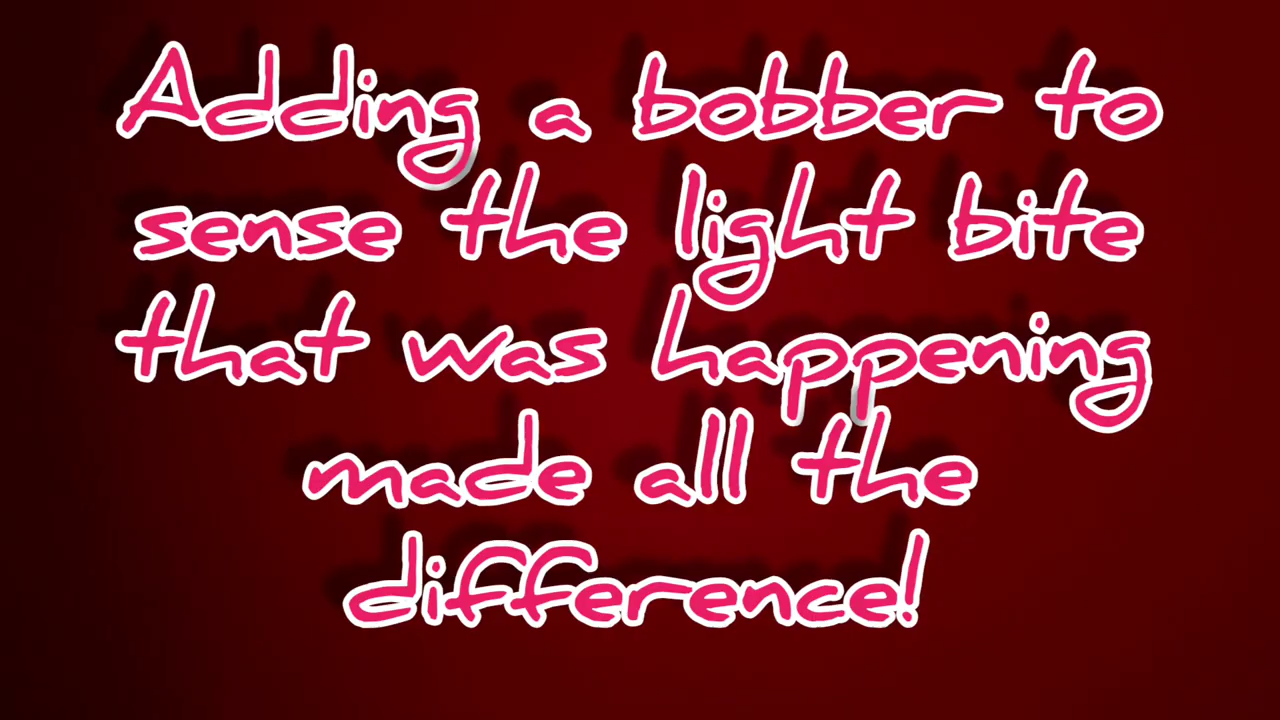 Adding a bobber to
sense the light bite
that was happening
made all the
difference!